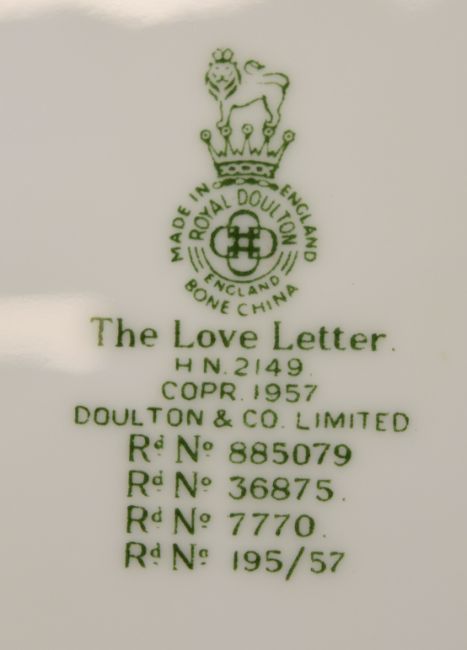 MADE IN ENGLAND
ROYAL DOULTON
ENGLAND
BONE CHINA
The Love Letter.
HN.2149.
COPR. 1957
DOULTON & CO. LIMITED
Rᵈ Nº 885079
Rᵈ Nº 36875.
Rᵈ Nº 7770.
Rᵈ Nº 195/57